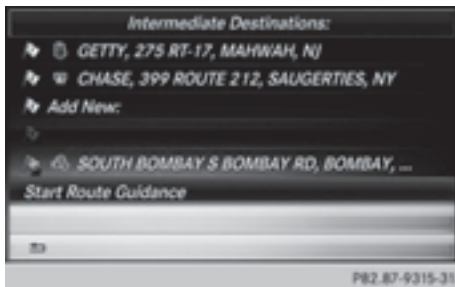 Intermediate Destinations:
GETTY, 275 RT-17, MAHWAH, NJ
CHASE, 399 ROUTE 212, SAUGERTIES, NY
Add New:
SOUTH BOMBAY S BOMBAY RD, BOMBAY, ...
Start Route Guidance
P82.87-9315-31